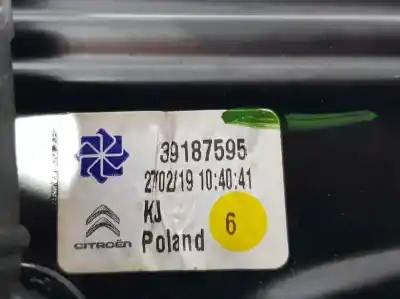 39187595
27/02/19 10:40:41
KJ
6
CITROËN
Poland